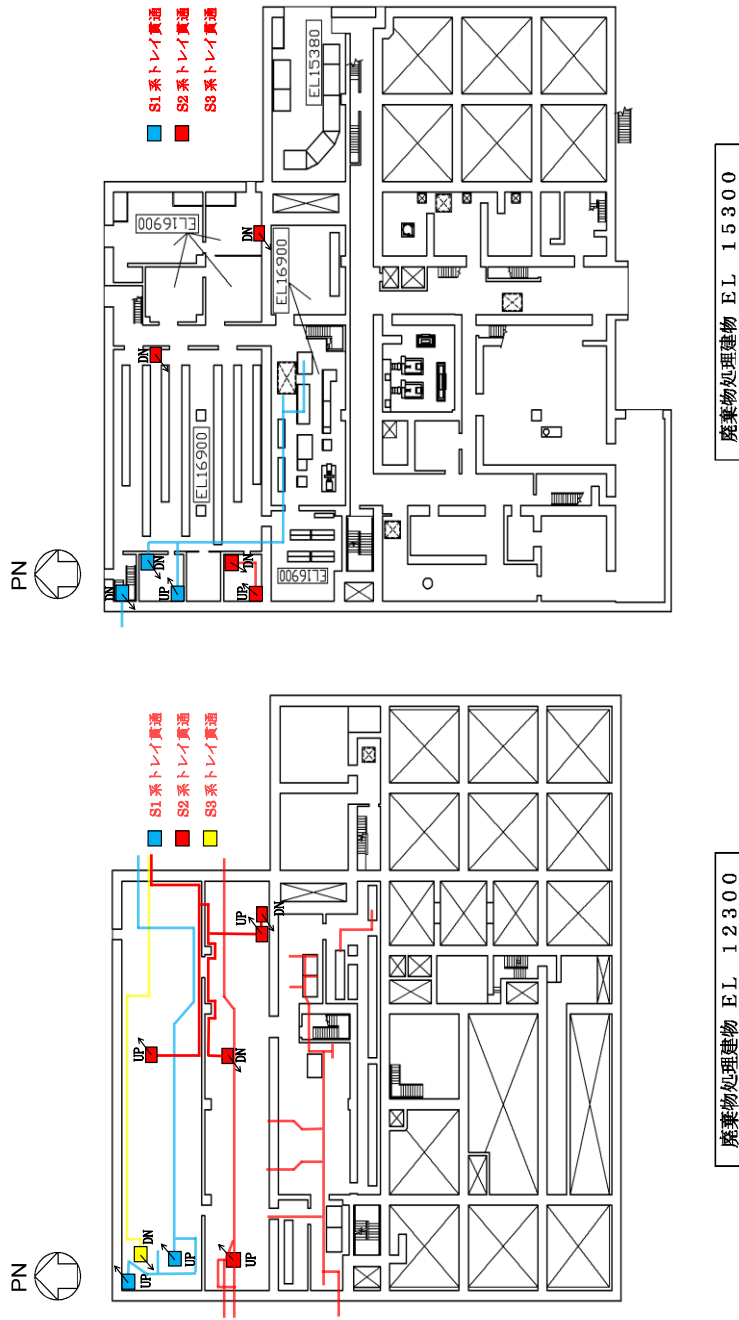 S1系トレイ貫通
S2系トレイ貫通
S3系トレイ貫通
EL15380
EL16900
DN
EL16900
DN
EL16900
DN
DN
UP
DN
UP
EL16900
PN
廃棄物処理建物 EL 15300
S1系トレイ貫通
S2系トレイ貫通
S3系トレイ貫通
UP
DN
UP
DN
DN
UP
UP
UP
PN
廃棄物処理建物 EL 12300